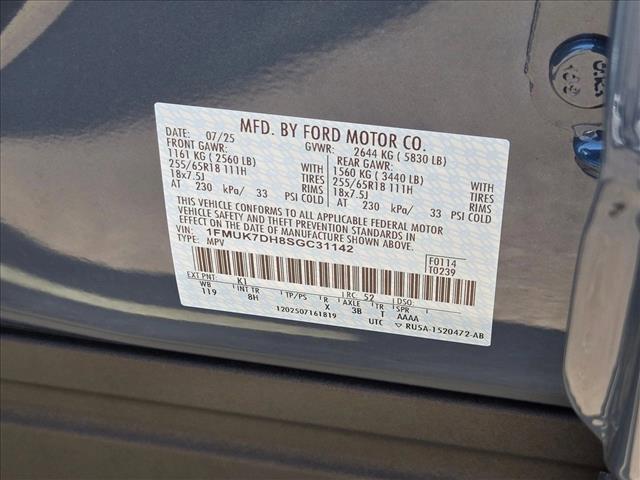 MFD. BY FORD MOTOR CO.
DATE: 07/25 GVWR: 2644 KG ( 5830 LB)
FRONT GAWR: REAR GAWR:
1161 KG ( 2560 LB) WITH 1560 KG ( 3440 LB) WITH
255/65R18 111H TIRES 255/65R18 111H TIRES
18x7.5J RIMS 18x7.5J RIMS
AT 230 kPa/ 33 PSI COLD AT 230 kPa/ 33 PSI COLD
THIS VEHICLE CONFORMS TO ALL APPLICABLE FEDERAL MOTOR
VEHICLE SAFETY AND THEFT PREVENTION STANDARDS IN
EFFECT ON THE DATE OF MANUFACTURE SHOWN ABOVE.
VIN: 1FMUK7DH8SGC31142
TYPE: MPV
F0114
T0239
EXT PNT: K1 RC: 52 DSO:
WB INT TR TP/PS R AXLE TR SPR
119 8H X 3B T AAAA
UTC
1202507161819 RU5A-1520472-AB